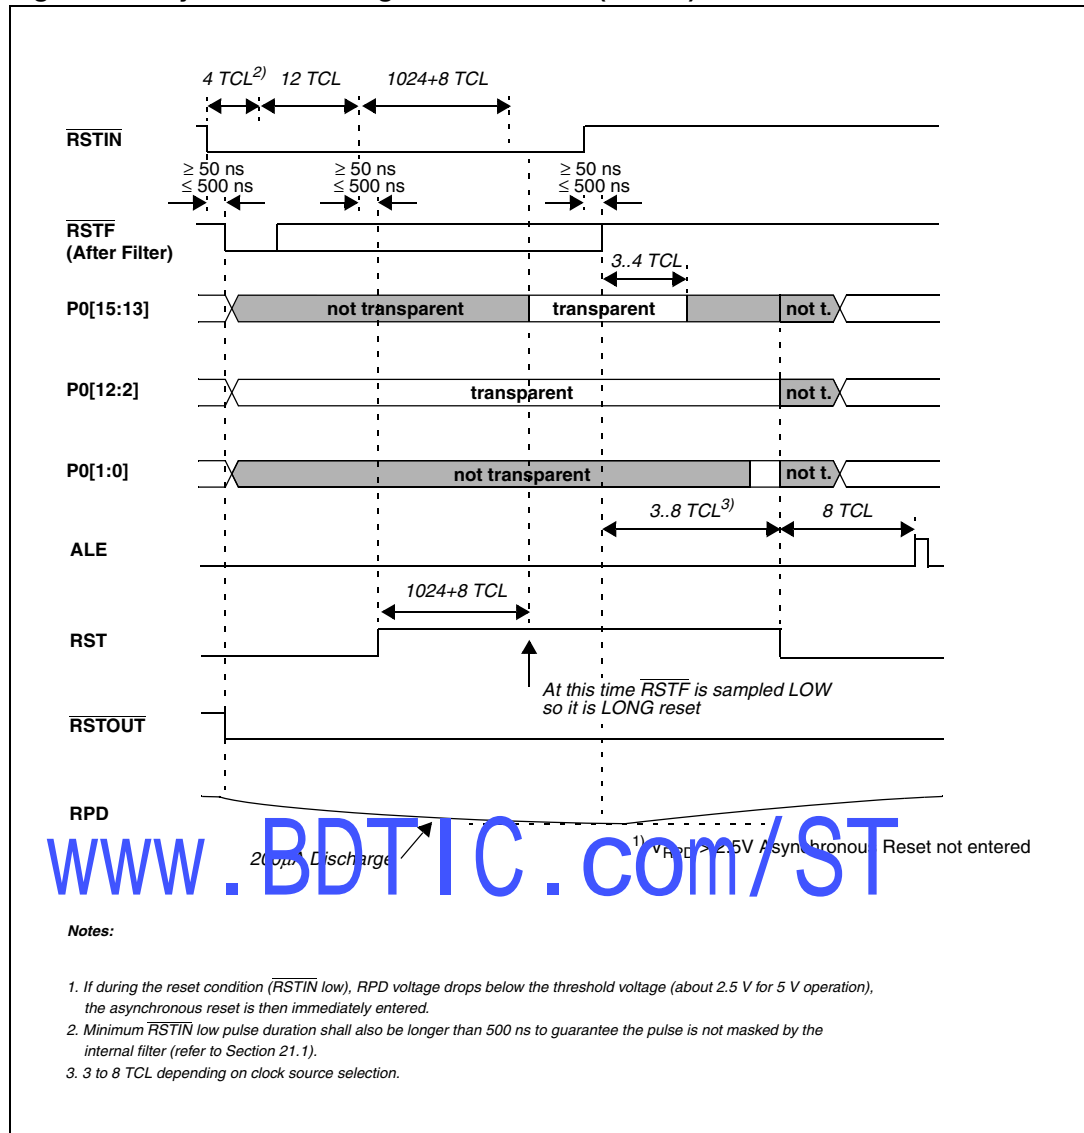 4 TCL2) 12 TCL 1024+8 TCL
RSTIN
≥ 50 ns ≥ 50 ns ≥ 50 ns
≤ 500 ns ≤ 500 ns ≤ 500 ns
RSTF
(After Filter)
3..4 TCL
P0[15:13] not transparent transparent not t.
P0[12:2] transparent not t.
P0[1:0] not transparent not t.
3..8 TCL3) 8 TCL
ALE
1024+8 TCL
RST
At this time RSTF is sampled LOW
so it is LONG reset
RSTOUT
RPD
1) VRPD > 2.5V Asynchronous Reset not entered
200µA Discharge
www.BDTIC.com/ST
Notes:
1. If during the reset condition (RSTIN low), RPD voltage drops below the threshold voltage (about 2.5 V for 5 V operation),
the asynchronous reset is then immediately entered.
2. Minimum RSTIN low pulse duration shall also be longer than 500 ns to guarantee the pulse is not masked by the
internal filter (refer to Section 21.1).
3. 3 to 8 TCL depending on clock source selection.